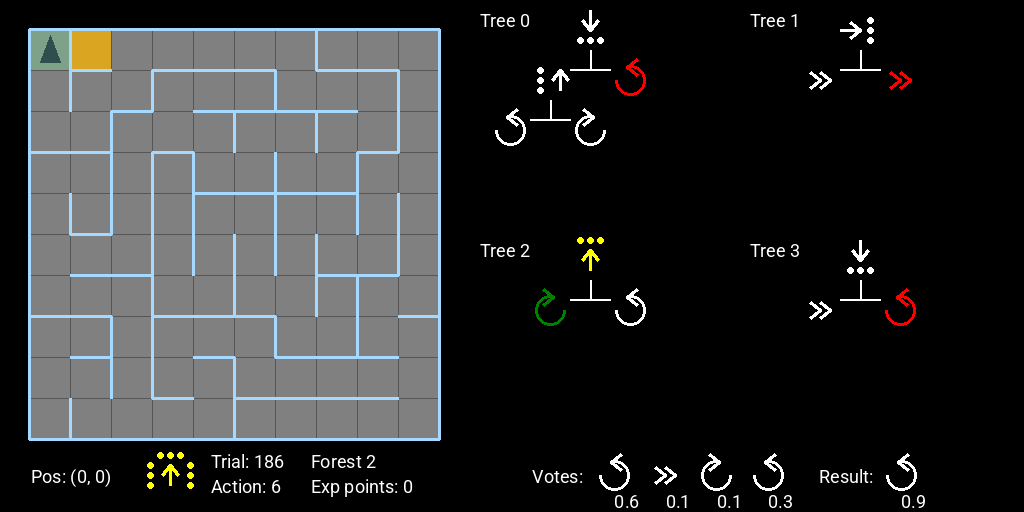 Tree 0
Tree 1
Tree 2
Tree 3
Pos: (0, 0)
Trial: 186
Forest 2
Action: 6
Exp points: 0
Votes:
0.6
0.1
0.1
0.3
Result:
0.9